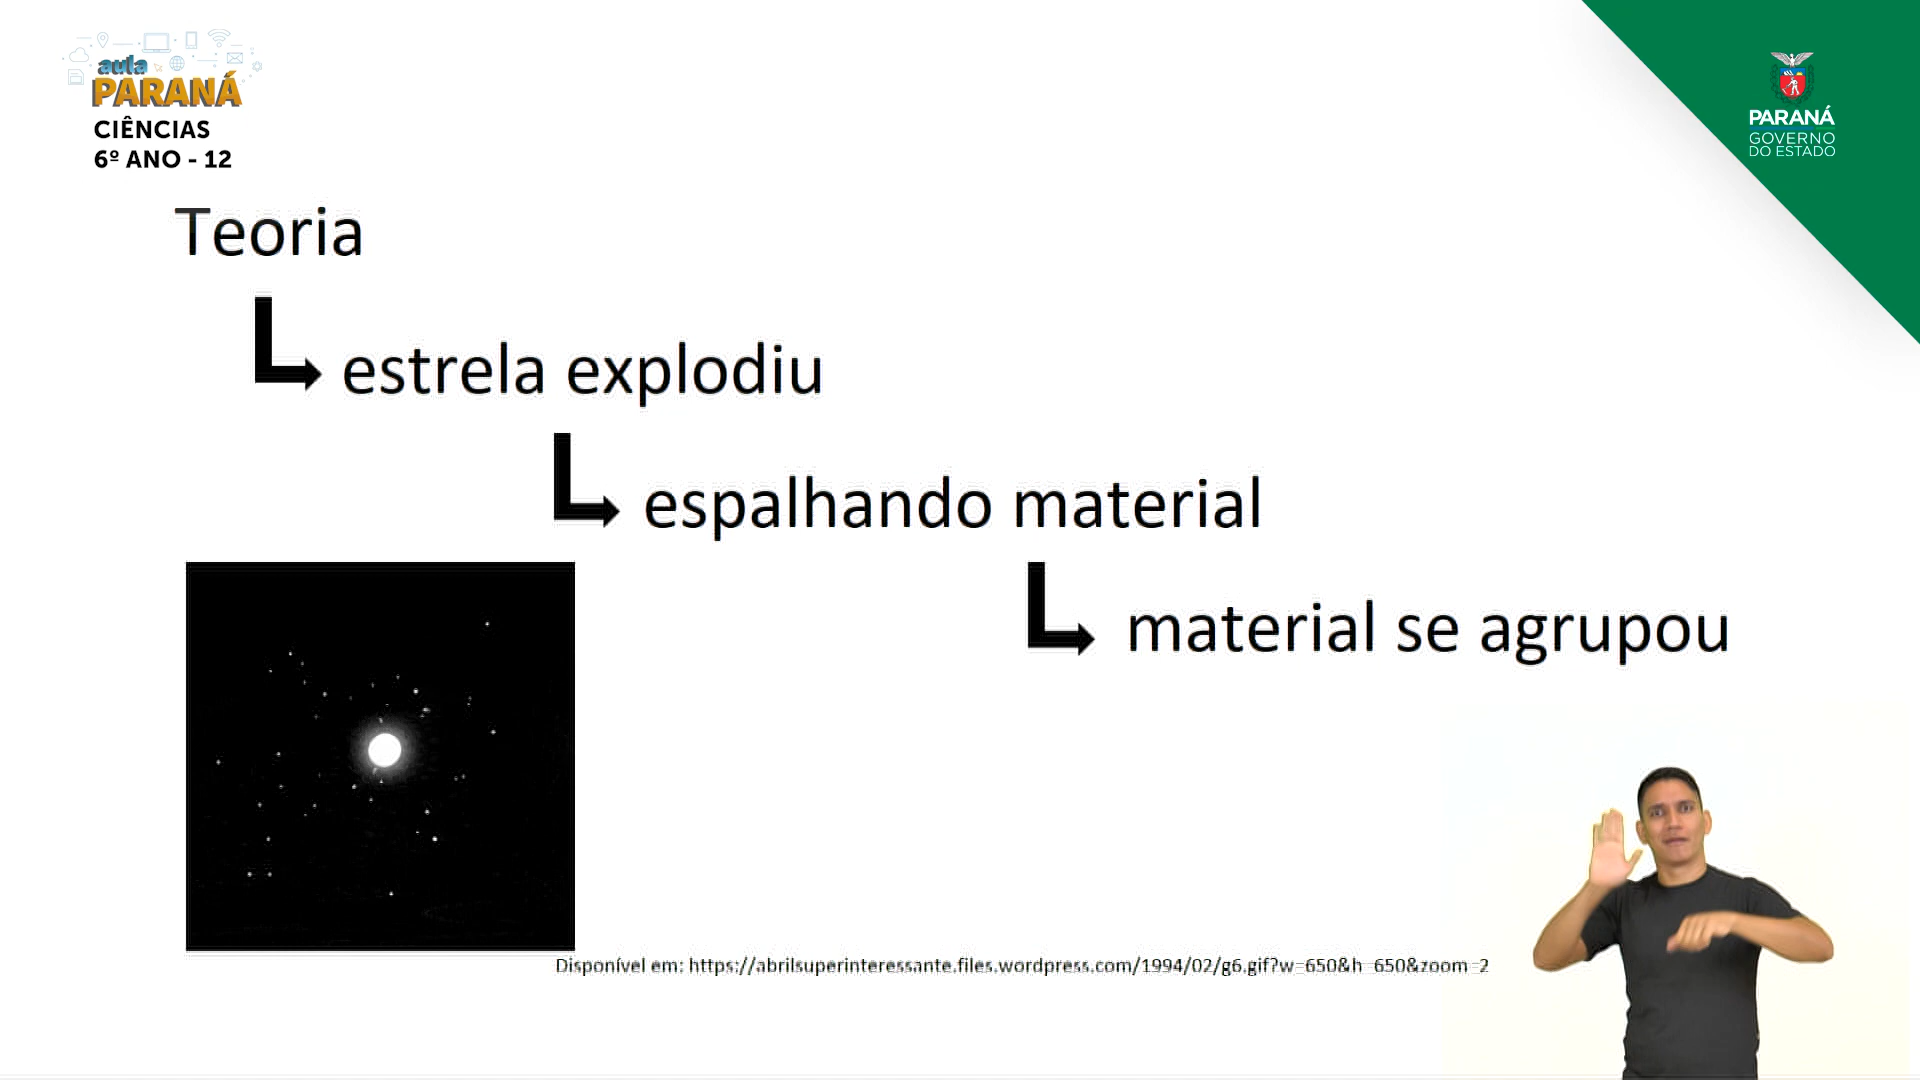 aula
PARANÁ
CIÊNCIAS
6º ANO - 12
PARANÁ
GOVERNO
DO ESTADO
Teoria
estrela explodiu
espalhando material
material se agrupou
Disponível em: https://abrilsuperinteressante.files.wordpress.com/1994/02/g6.gif?w=650&h=650&zoom=2